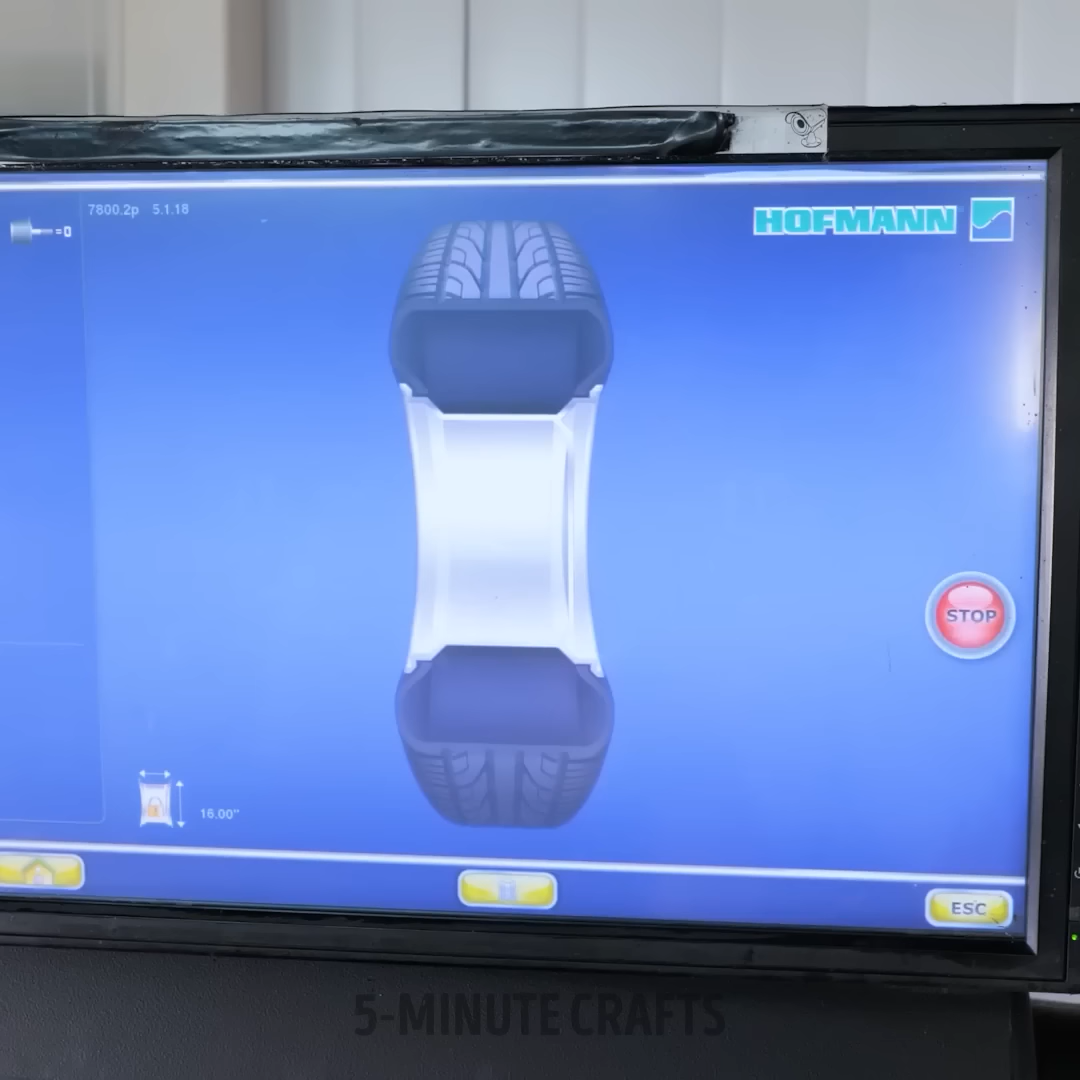 7800.2p 5.1.18
=0
HOFMANN
STOP
16.00"
ESC
5-MINUTE CRAFTS